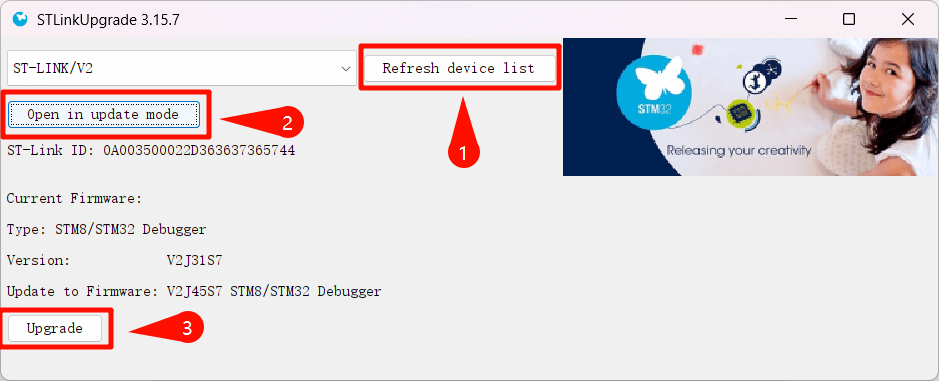 STLinkUpgrade 3.15.7
ST-LINK/V2
Refresh device list
Open in update mode
2
1
ST-Link ID: 0A003500022D363637365744
STM32
Releasing your creativity
Current Firmware:
Type: STM8/STM32 Debugger
Version: V2J31S7
Update to Firmware: V2J45S7 STM8/STM32 Debugger
Upgrade
3